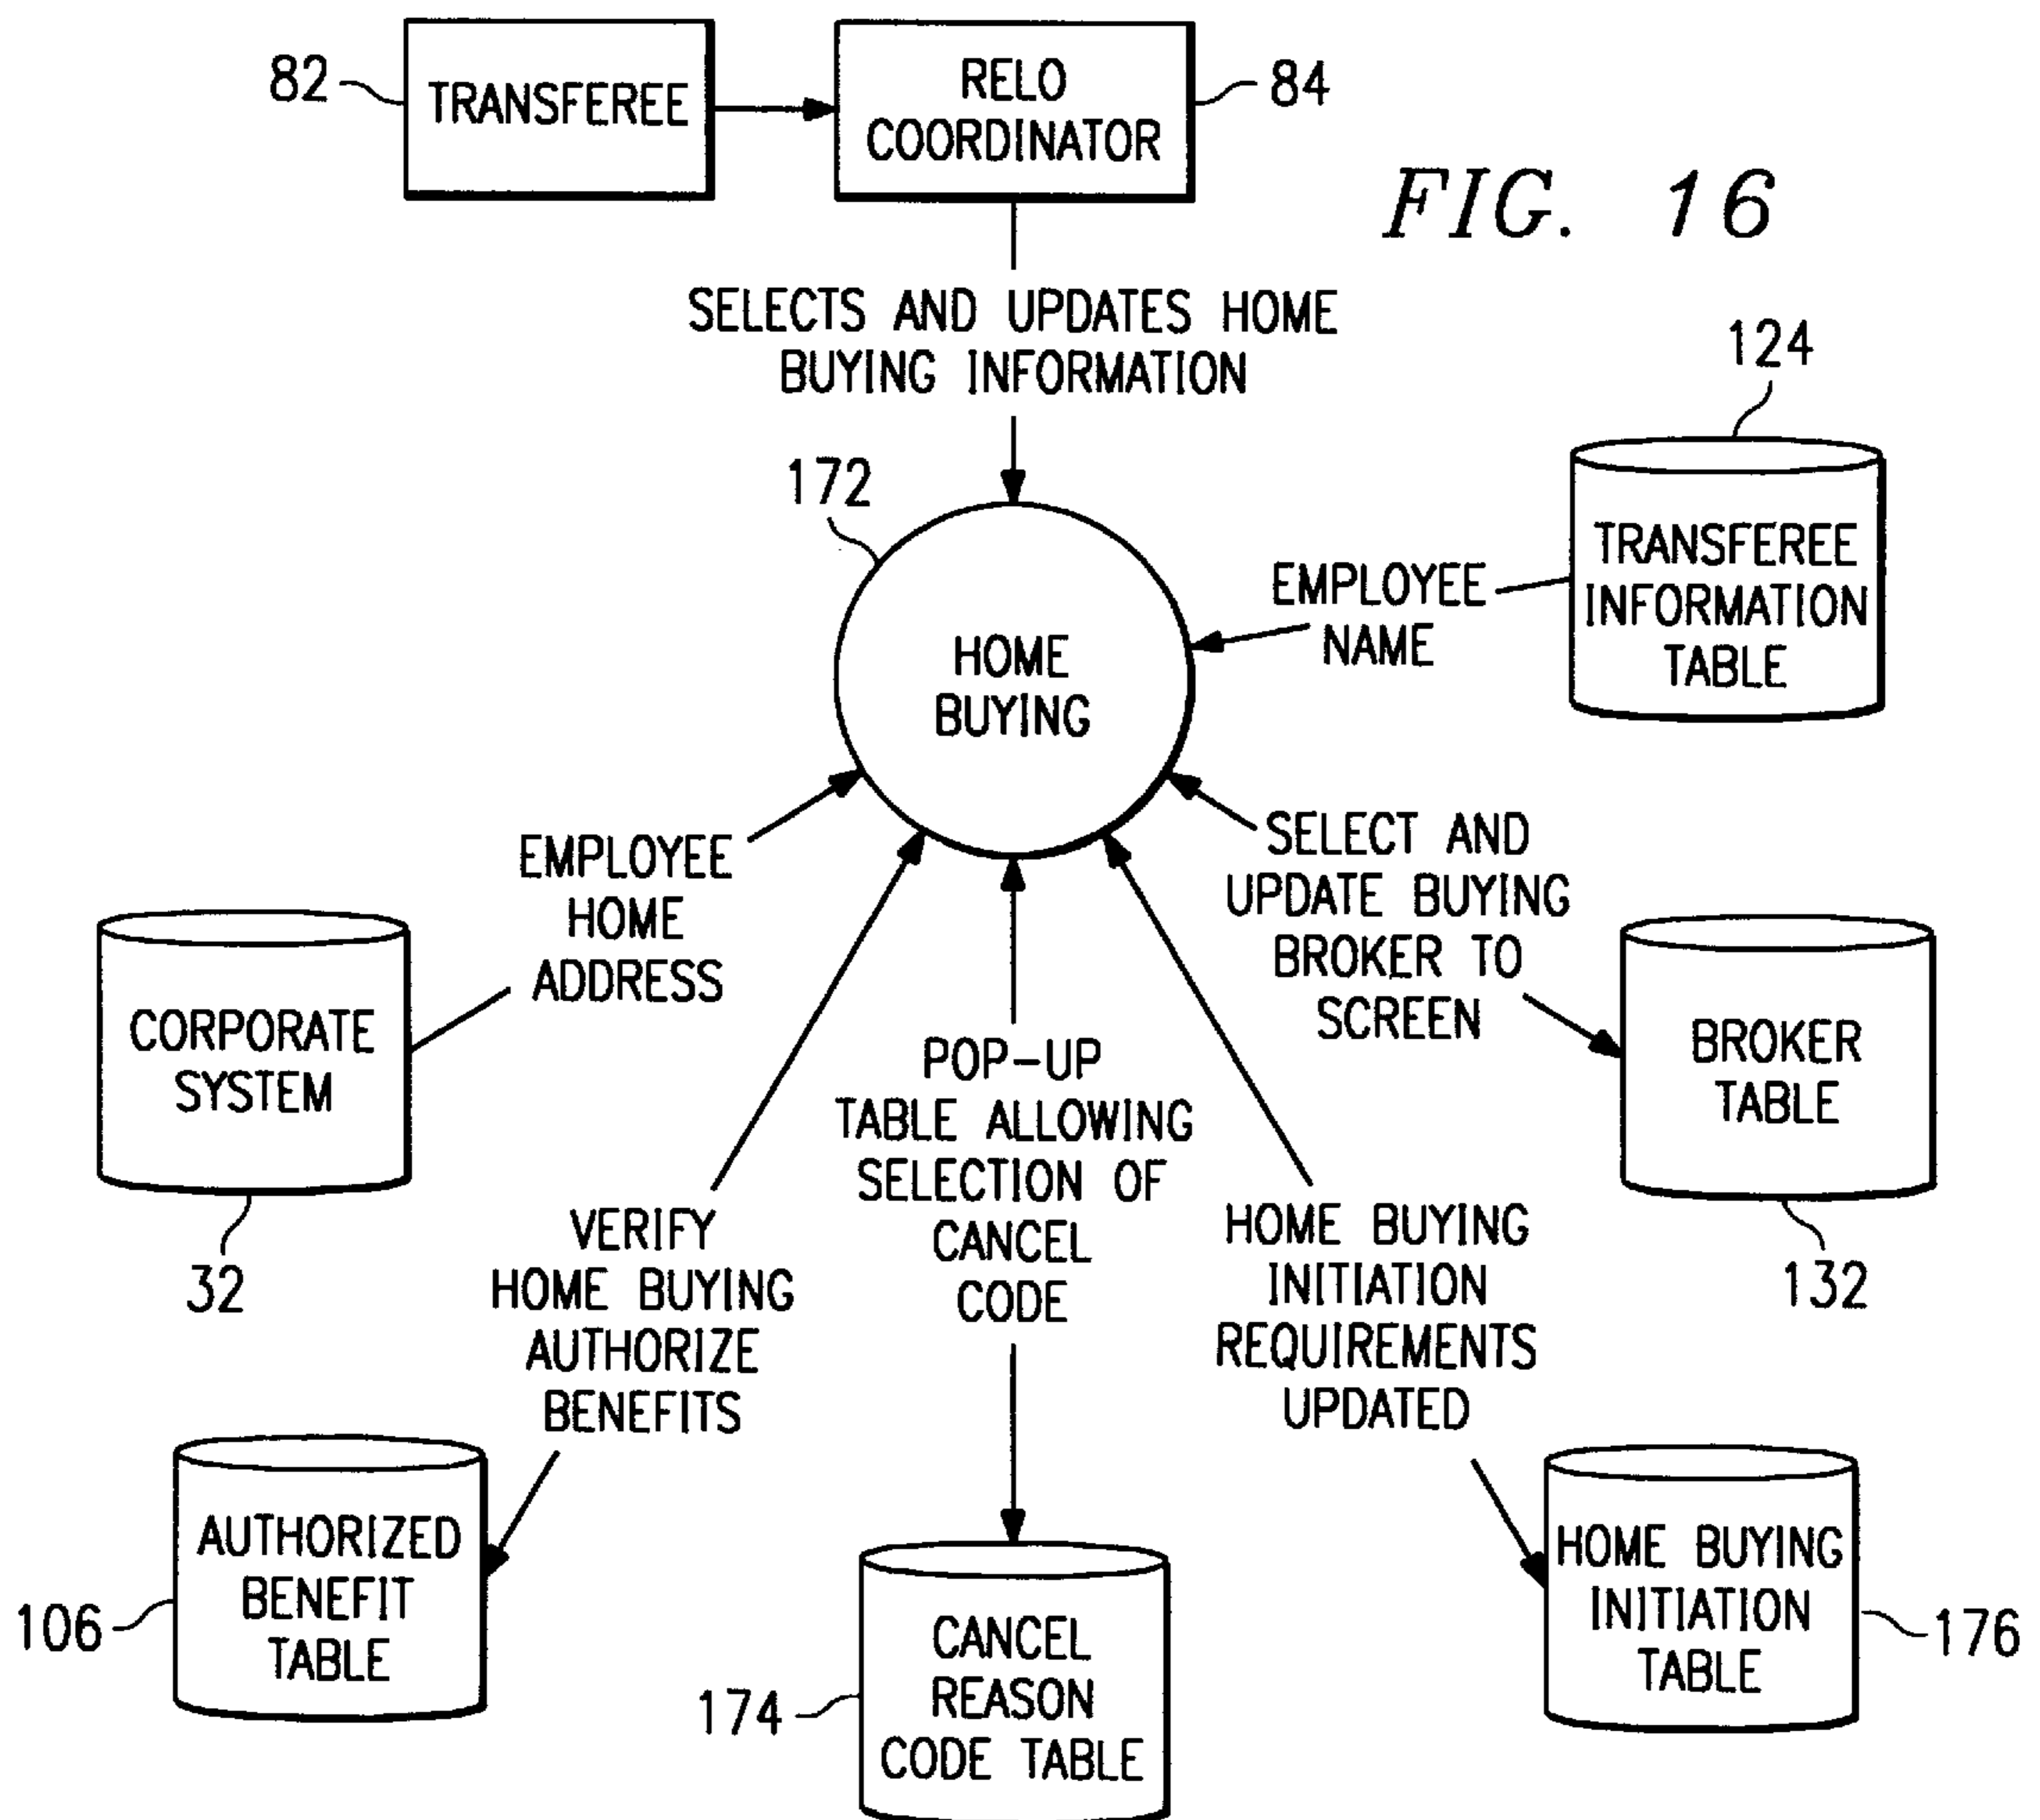 82
TRANSFEREE
RELO
COORDINATOR
84
FIG. 16
SELECTS AND UPDATES HOME
BUYING INFORMATION
124
TRANSFEREE
INFORMATION
TABLE
172
EMPLOYEE
NAME
HOME
BUYING
EMPLOYEE
HOME
ADDRESS
SELECT AND
UPDATE BUYING
BROKER TO
SCREEN
CORPORATE
SYSTEM
32
BROKER
TABLE
132
VERIFY
HOME BUYING
AUTHORIZE
BENEFITS
POP-UP
TABLE ALLOWING
SELECTION OF
CANCEL
CODE
HOME BUYING
INITIATION
REQUIREMENTS
UPDATED
AUTHORIZED
BENEFIT
TABLE
106
CANCEL
REASON
CODE TABLE
174
HOME BUYING
INITIATION
TABLE
176